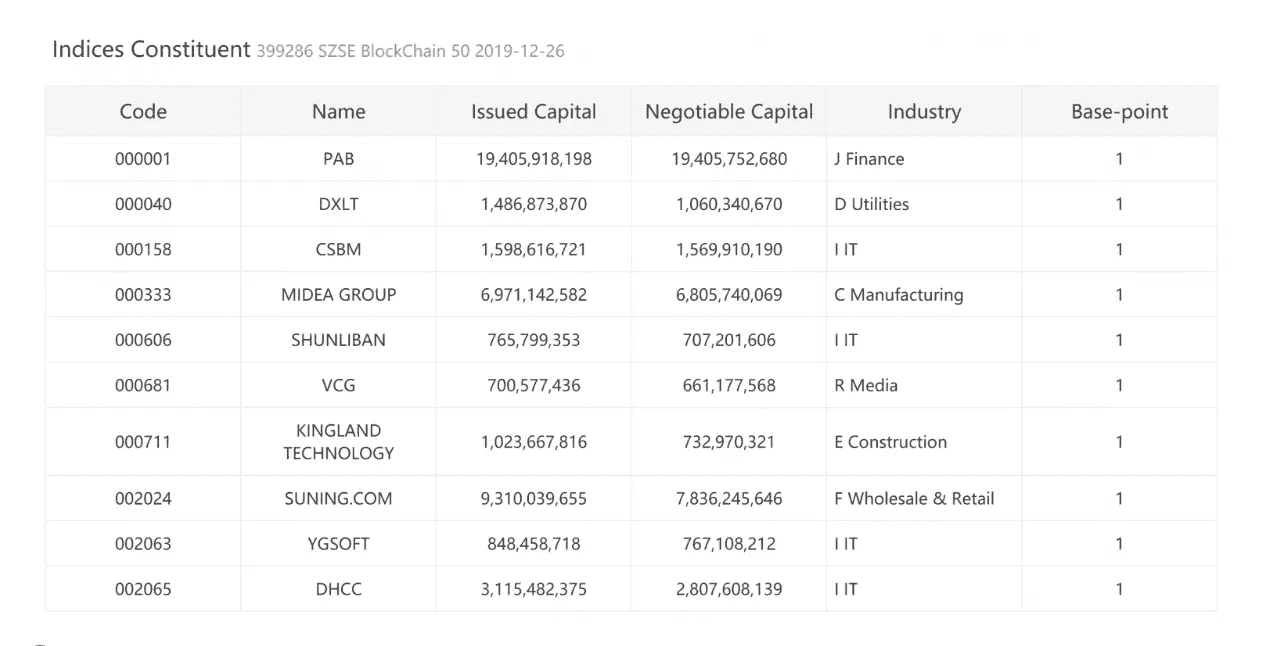 Indices Constituent 399286 SZSE BlockChain 50 2019-12-26
Code Name Issued Capital Negotiable Capital Industry Base-point
000001 PAB 19,405,918,198 19,405,752,680 J Finance 1
000040 DXLT 1,486,873,870 1,060,340,670 D Utilities 1
000158 CSBM 1,598,616,721 1,569,910,190 I IT 1
000333 MIDEA GROUP 6,971,142,582 6,805,740,069 C Manufacturing 1
000606 SHUNLIBAN 765,799,353 707,201,606 I IT 1
000681 VCG 700,577,436 661,177,568 R Media 1
000711 KINGLAND TECHNOLOGY 1,023,667,816 732,970,321 E Construction 1
002024 SUNING.COM 9,310,039,655 7,836,245,646 F Wholesale & Retail 1
002063 YGSOFT 848,458,718 767,108,212 I IT 1
002065 DHCC 3,115,482,375 2,807,608,139 I IT 1